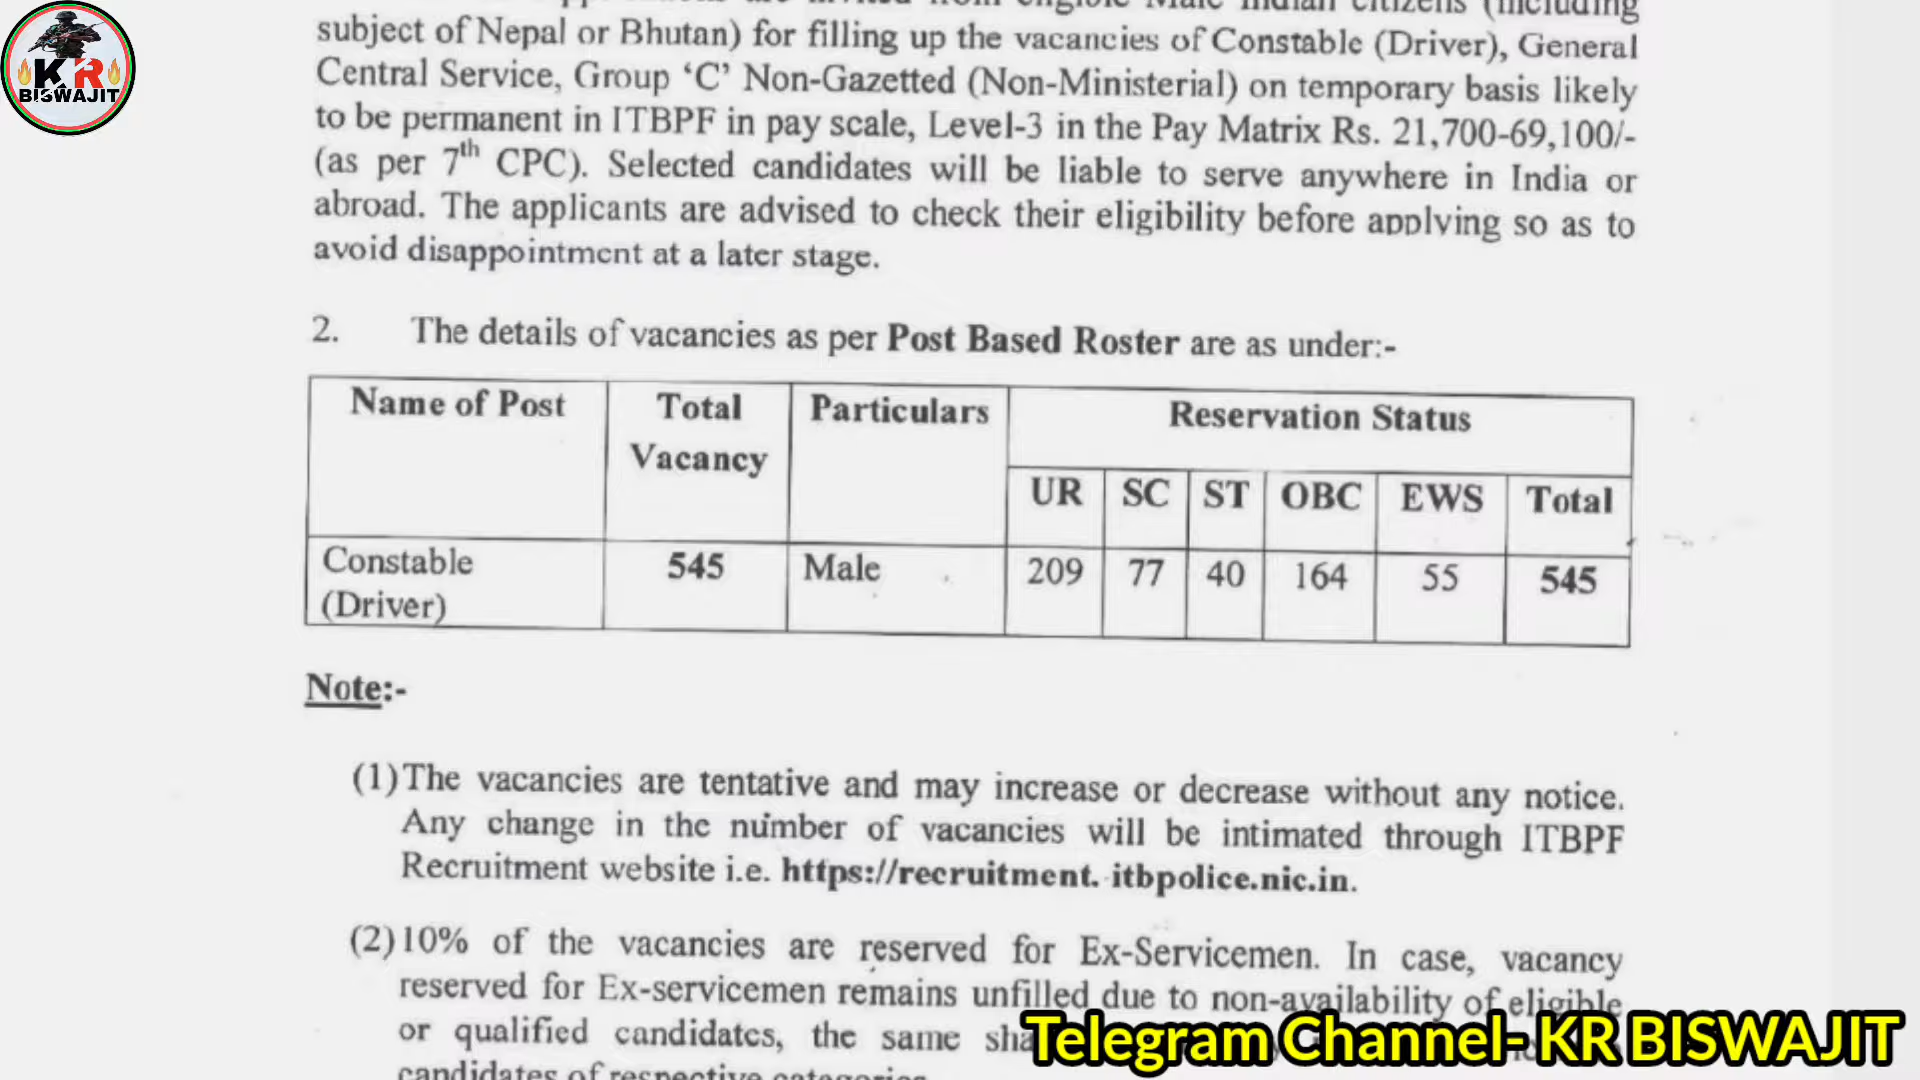 KR
BISWAJIT
eligible Male Indian citizens (including
subject of Nepal or Bhutan) for filling up the vacancies of Constable (Driver), General
Central Service, Group ‘C’ Non-Gazetted (Non-Ministerial) on temporary basis likely
to be permanent in ITBPF in pay scale, Level-3 in the Pay Matrix Rs. 21,700-69,100/-
(as per 7th CPC). Selected candidates will be liable to serve anywhere in India or
abroad. The applicants are advised to check their eligibility before applying so as to
avoid disappointment at a later stage.
2. The details of vacancies as per Post Based Roster are as under:-
Name of Post Total Vacancy Particulars Reservation Status
UR SC ST OBC EWS Total
Constable (Driver) 545 Male 209 77 40 164 55 545
Note:-
(1) The vacancies are tentative and may increase or decrease without any notice.
Any change in the number of vacancies will be intimated through ITBPF
Recruitment website i.e. https://recruitment. itbpolice.nic.in.
(2) 10% of the vacancies are reserved for Ex-Servicemen. In case, vacancy
reserved for Ex-servicemen remains unfilled due to non-availability of eligible
or qualified candidates, the same
candidates of respective categories.
Telegram Channel- KR BISWAJIT